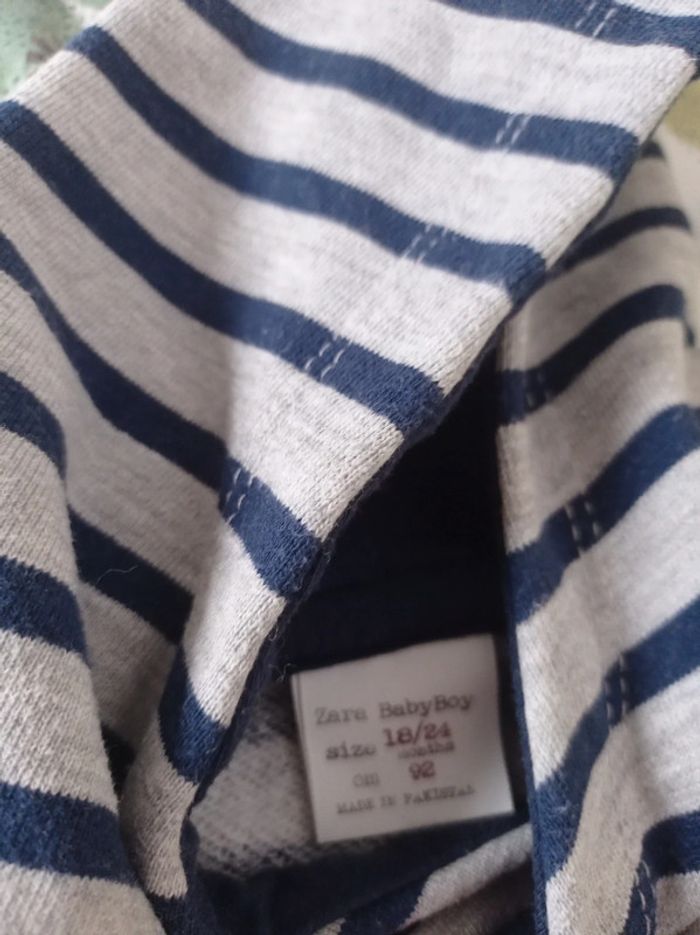 Zara BabyBoy
size 18/24
months
cm 92
MADE IN PAKISTAN